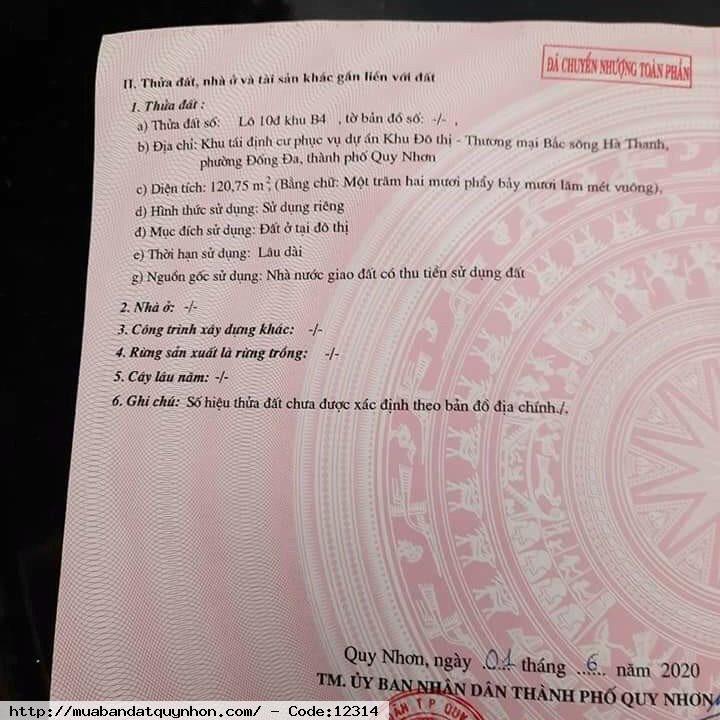 ĐÃ CHUYỂN NHƯỢNG TOÀN PHẦN
II. Thửa đất, nhà ở và tài sản khác gắn liền với đất
1. Thửa đất :
a) Thửa đất số: Lô 10d khu B4 , tờ bản đồ số: -/- ,
b) Địa chỉ: Khu tái định cư phục vụ dự án Khu Đô thị - Thương mại Bắc sông Hà Thanh,
phường Đống Đa, thành phố Quy Nhơn
c) Diện tích: 120,75 m², (Bằng chữ: Một trăm hai mươi phẩy bảy mươi lăm mét vuông),
d) Hình thức sử dụng: Sử dụng riêng
đ) Mục đích sử dụng: Đất ở tại đô thị
e) Thời hạn sử dụng: Lâu dài
g) Nguồn gốc sử dụng: Nhà nước giao đất có thu tiền sử dụng đất
2. Nhà ở: -/-
3. Công trình xây dựng khác: -/-
4. Rừng sản xuất là rừng trồng: -/-
5. Cây lâu năm: -/-
6. Ghi chú: Số hiệu thửa đất chưa được xác định theo bản đồ địa chính./.
Quy Nhơn, ngày 01 tháng 6 năm 2020
TM. ỦY BAN NHÂN DÂN THÀNH PHỐ QUY NHƠN
T P QUY
http://muabandatquynhon.com/ - Code:12314